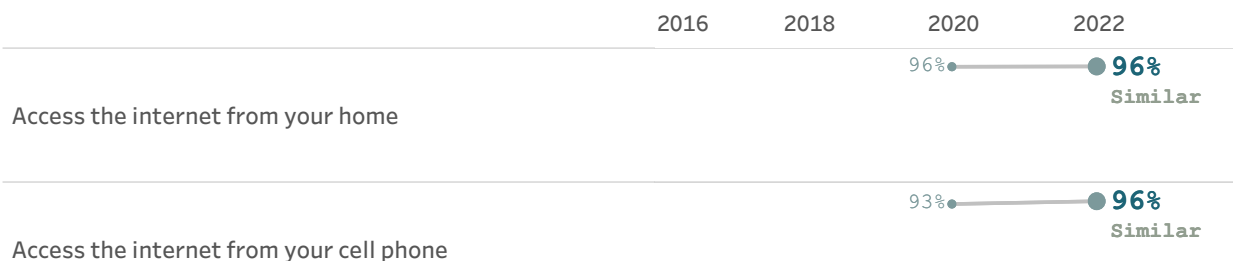 2016 2018 2020 2022
96% 96%
Similar
Access the internet from your home
93% 96%
Similar
Access the internet from your cell phone